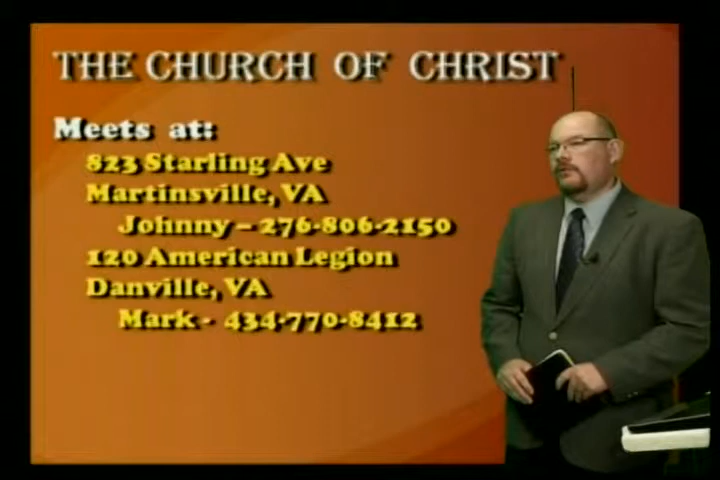 THE CHURCH OF CHRIST
Meets at:
823 Starling Ave
Martinsville, VA
Johnny – 276-806-2150
120 American Legion
Danville, VA
Mark - 434-770-8412